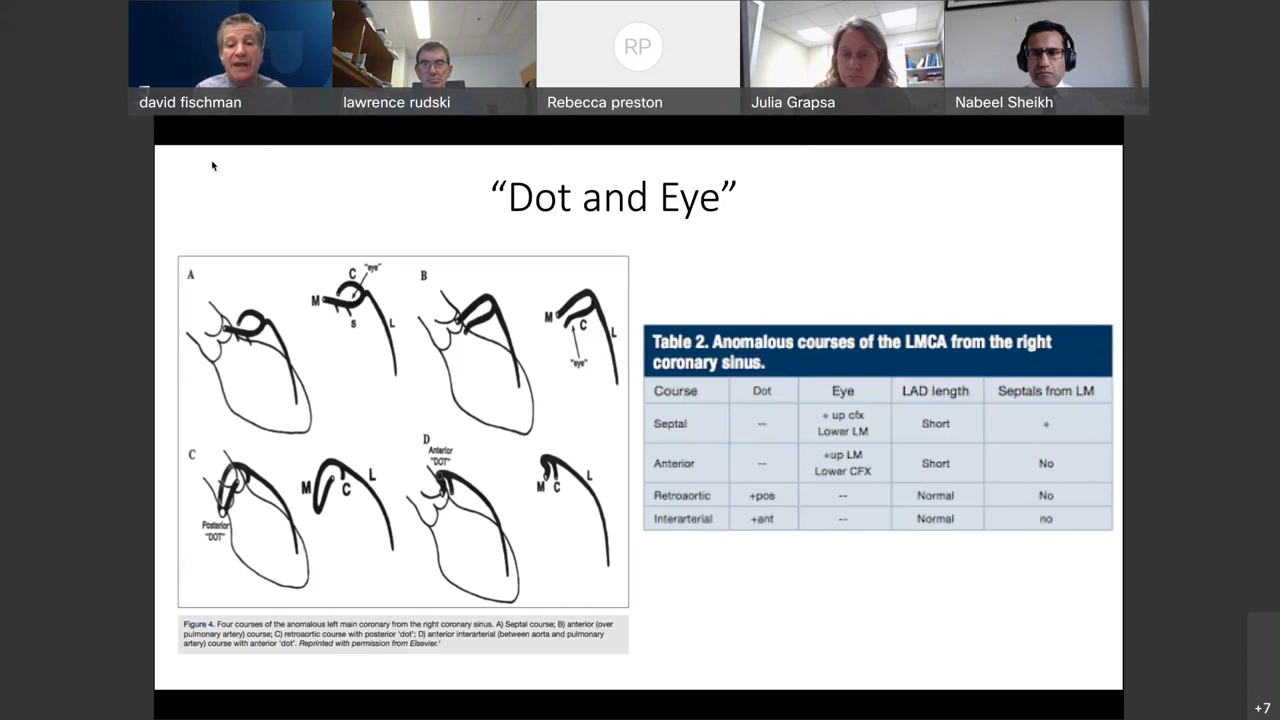 david fischman
lawrence rudski
RP
Rebecca preston
Julia Grapsa
Nabeel Sheikh
“Dot and Eye”
A
M
C
"eye"
s
L
B
M
C
L
"eye"
C
Posterior
"DOT"
M
C
L
D
Anterior
"DOT"
M
C
L
Figure 4. Four courses of the anomalous left main coronary from the right coronary sinus. A) Septal course; B) anterior (over
pulmonary artery) course; C) retroaortic course with posterior 'dot'; D) anterior interarterial (between aorta and pulmonary
artery) course with anterior 'dot'. Reprinted with permission from Elsevier.¹
Table 2. Anomalous courses of the LMCA from the right
coronary sinus.
Course Dot Eye LAD length Septals from LM
Septal -- + up cfx
Lower LM Short +
Anterior -- +up LM
Lower CFX Short No
Retroaortic +pos -- Normal No
Interarterial +ant -- Normal no
+7